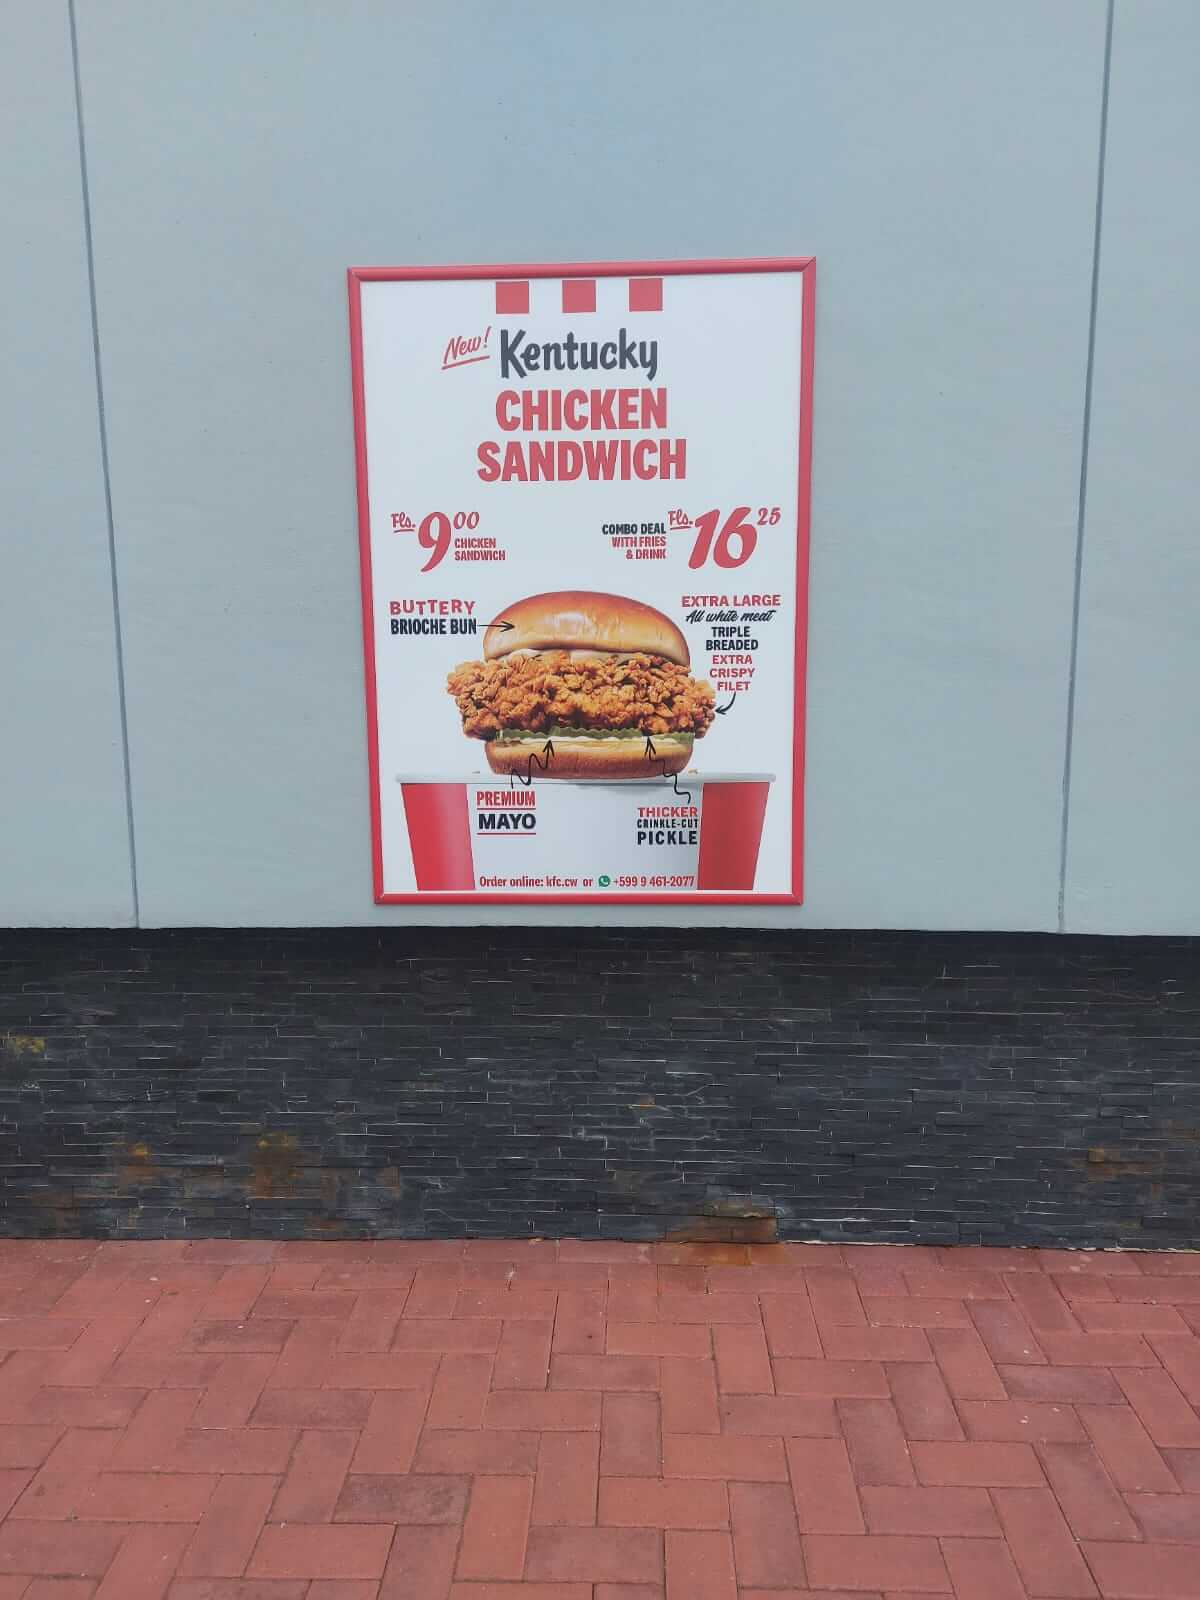 New! Kentucky
CHICKEN
SANDWICH
Fls. 9 00
CHICKEN
SANDWICH
COMBO DEAL
WITH FRIES
& DRINK
Fls. 16 25
BUTTERY
BRIOCHE BUN
EXTRA LARGE
All white meat
TRIPLE
BREADED
EXTRA
CRISPY
FILET
PREMIUM
MAYO
THICKER
CRINKLE-CUT
PICKLE
Order online: kfc.cw or +599 9 461-2077